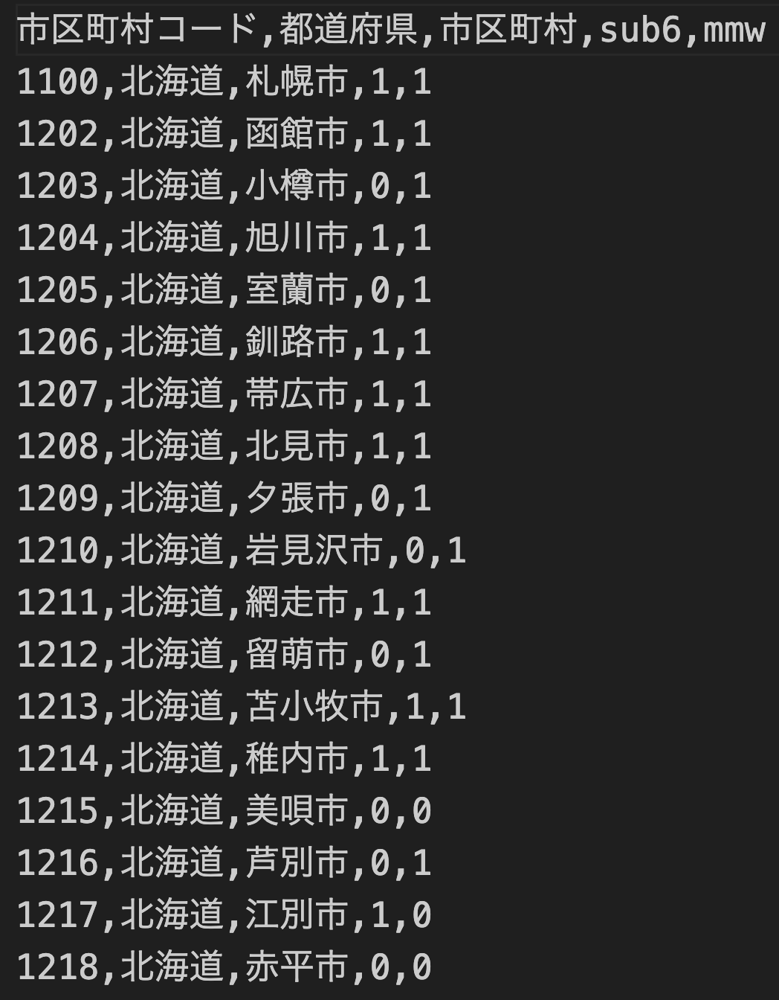 市区町村コード,都道府県,市区町村,sub6,mmw
1100,北海道,札幌市,1,1
1202,北海道,函館市,1,1
1203,北海道,小樽市,0,1
1204,北海道,旭川市,1,1
1205,北海道,室蘭市,0,1
1206,北海道,釧路市,1,1
1207,北海道,帯広市,1,1
1208,北海道,北見市,1,1
1209,北海道,夕張市,0,1
1210,北海道,岩見沢市,0,1
1211,北海道,網走市,1,1
1212,北海道,留萌市,0,1
1213,北海道,苫小牧市,1,1
1214,北海道,稚内市,1,1
1215,北海道,美唄市,0,0
1216,北海道,芦別市,0,1
1217,北海道,江別市,1,0
1218,北海道,赤平市,0,0